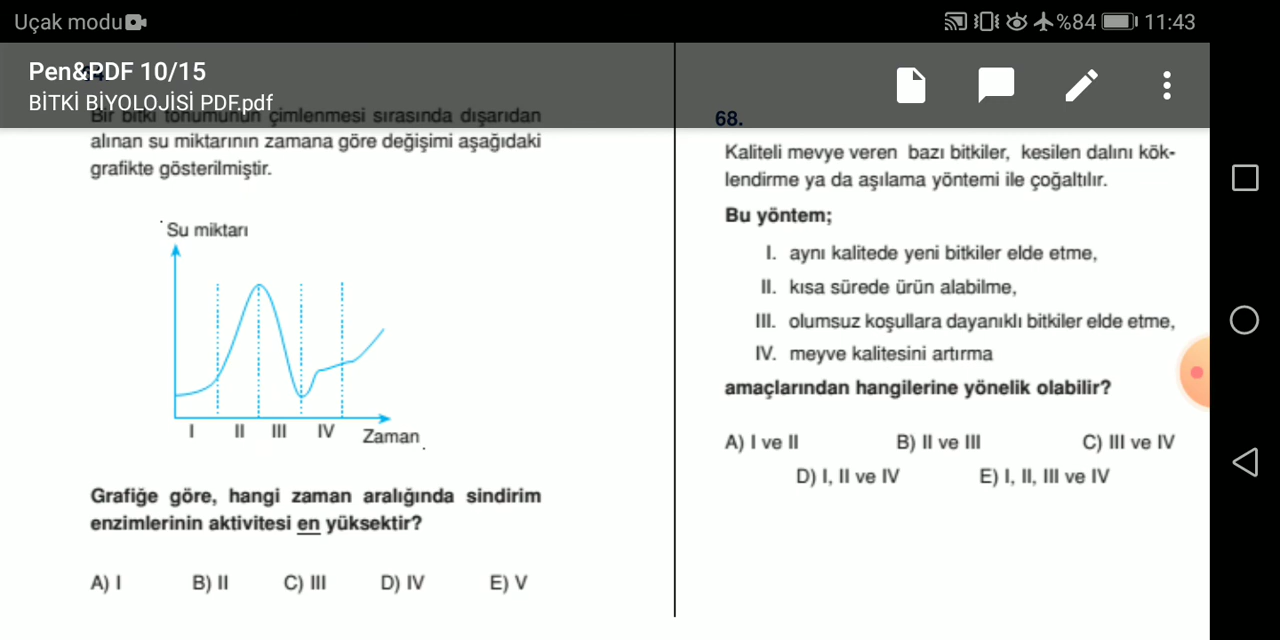 Uçak modu
%84 11:43
Pen&PDF 10/15
BİTKİ BİYOLOJİSİ PDF.pdf
Bir bitki tohumunun çimlenmesi sırasında dışarıdan
alınan su miktarının zamana göre değişimi aşağıdaki
grafikte gösterilmiştir.
Su miktarı
I II III IV Zaman
Grafiğe göre, hangi zaman aralığında sindirim
enzimlerinin aktivitesi en yüksektir?
A) I B) II C) III D) IV E) V
68.
Kaliteli mevye veren bazı bitkiler, kesilen dalını kök-
lendirme ya da aşılama yöntemi ile çoğaltılır.
Bu yöntem;
I. aynı kalitede yeni bitkiler elde etme,
II. kısa sürede ürün alabilme,
III. olumsuz koşullara dayanıklı bitkiler elde etme,
IV. meyve kalitesini artırma
amaçlarından hangilerine yönelik olabilir?
A) I ve II B) II ve III C) III ve IV
D) I, II ve IV E) I, II, III ve IV